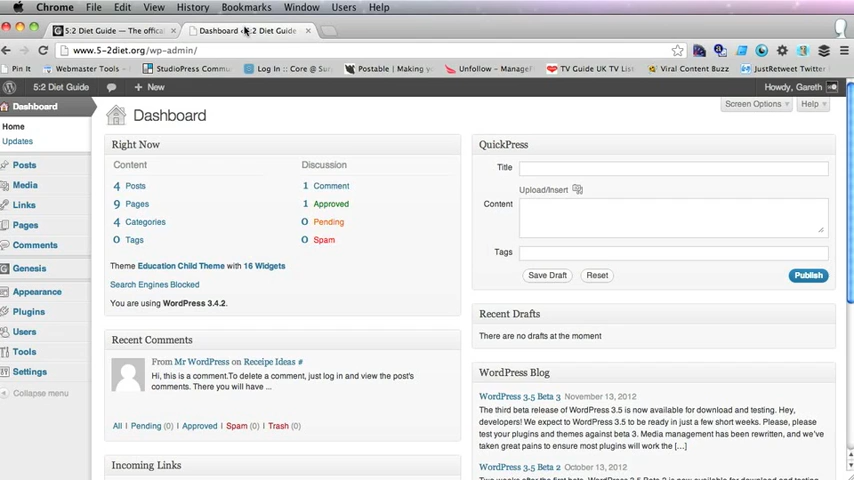 Chrome File Edit View History Bookmarks Window Users Help
5:2 Diet Guide — The offical × Dashboard ‹ 5:2 Diet Guide ×
www.5-2diet.org/wp-admin/
Pin It Webmaster Tools - StudioPress Commu Log In :: Core @ Sum Postable | Making yo Unfollow - Manage TV Guide UK TV List Viral Content Buzz JustRetweet Twitter
5:2 Diet Guide + New Howdy, Gareth
Dashboard
Home
Updates
Posts
Media
Links
Pages
Comments
Genesis
Appearance
Plugins
Users
Tools
Settings
Collapse menu
Screen Options Help
Dashboard
Right Now
Content Discussion
4 Posts 1 Comment
9 Pages 1 Approved
4 Categories 0 Pending
0 Tags 0 Spam
Theme Education Child Theme with 16 Widgets
Search Engines Blocked
You are using WordPress 3.4.2.
Recent Comments
From Mr WordPress on Receipe Ideas #
Hi, this is a comment.To delete a comment, just log in and view the post's
comments. There you will have ...
All | Pending (0) | Approved | Spam (0) | Trash (0)
Incoming Links
QuickPress
Title
Upload/Insert
Content
Tags
Save Draft Reset Publish
Recent Drafts
There are no drafts at the moment
WordPress Blog
WordPress 3.5 Beta 3 November 13, 2012
The third beta release of WordPress 3.5 is now available for download and testing. Hey,
developers! We expect to WordPress 3.5 to be ready in just a few short weeks. Please, please
test your plugins and themes against beta 3. Media management has been rewritten, and we've
taken great pains to ensure most plugins will work the [...]
WordPress 3.5 Beta 2 October 13, 2012